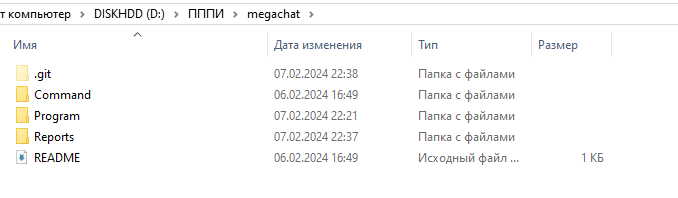 т компьютер > DISKHDD (D:) > ПППИ > megachat >
Имя Дата изменения Тип Размер
.git 07.02.2024 22:38 Папка с файлами
Command 06.02.2024 16:49 Папка с файлами
Program 07.02.2024 22:21 Папка с файлами
Reports 07.02.2024 22:37 Папка с файлами
README 06.02.2024 16:49 Исходный файл ... 1 КБ